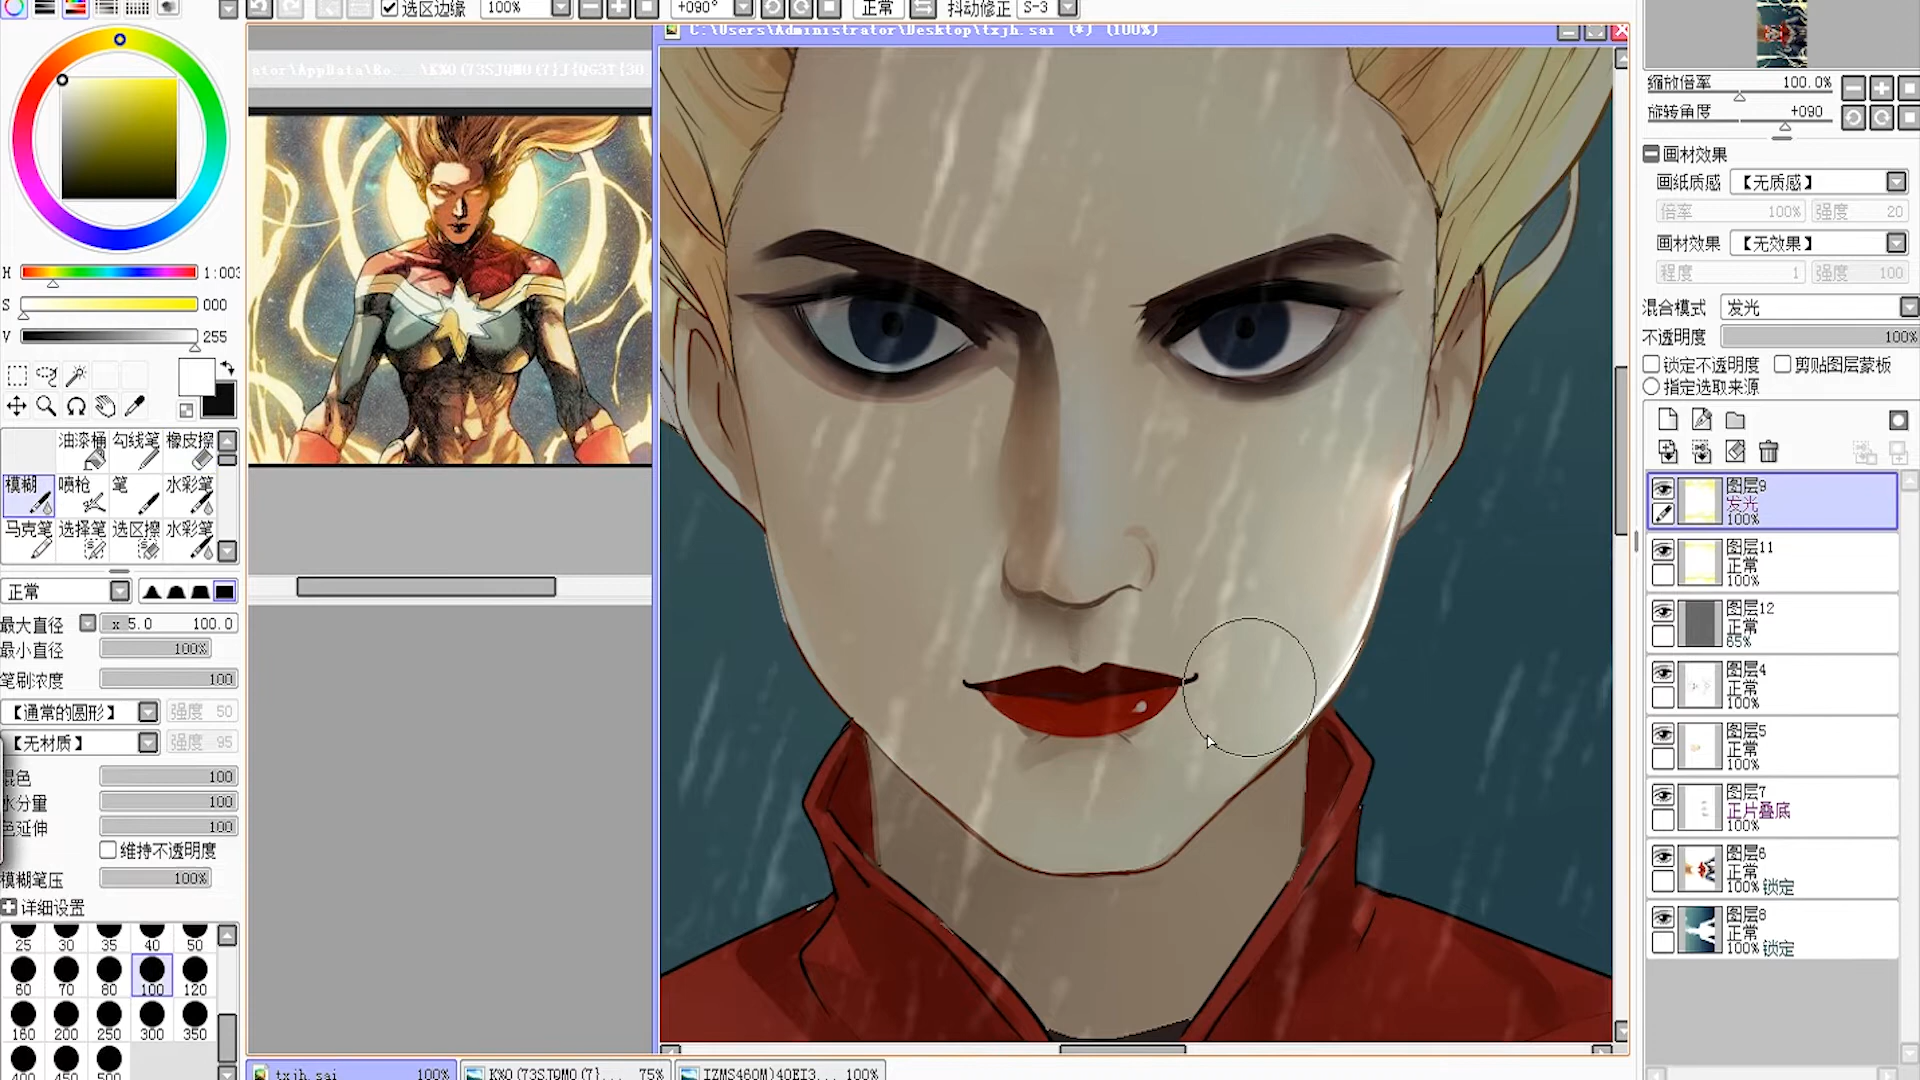 选区边缘 100% +090° 正常 抖动修正 S-3
C:\Users\Administrator\Desktop\txjh.sai (*) (100%)
缩放倍率 100.0%
旋转角度 +090
画材效果
画纸质感 【无质感】
倍率 100% 强度 20
画材效果 【无效果】
程度 1 强度 100
混合模式 发光
不透明度 100%
锁定不透明度 剪贴图层蒙板
指定选取来源
H
S 000
V 255
油漆桶 勾线笔 橡皮擦
模糊 喷枪 笔 水彩笔
马克笔 选择笔 选区擦 水彩笔
正常
最大直径 x 5.0 100.0
最小直径 100%
笔刷浓度 100
【通常的圆形】 强度 50
【无材质】 强度 95
混色 100
水分量 100
色延伸 100
维持不透明度
模糊笔压 100%
详细设置
25 30 35 40 50
60 70 80 100 120
160 200 250 300 350
400 450 500
图层9
发光
100%
图层11
正常
100%
图层12
正常
65%
图层4
正常
100%
图层5
正常
100%
图层7
正片叠底
100%
图层6
正常
100% 锁定
图层8
正常
100% 锁定
txjh.sai 100%
75%
100%